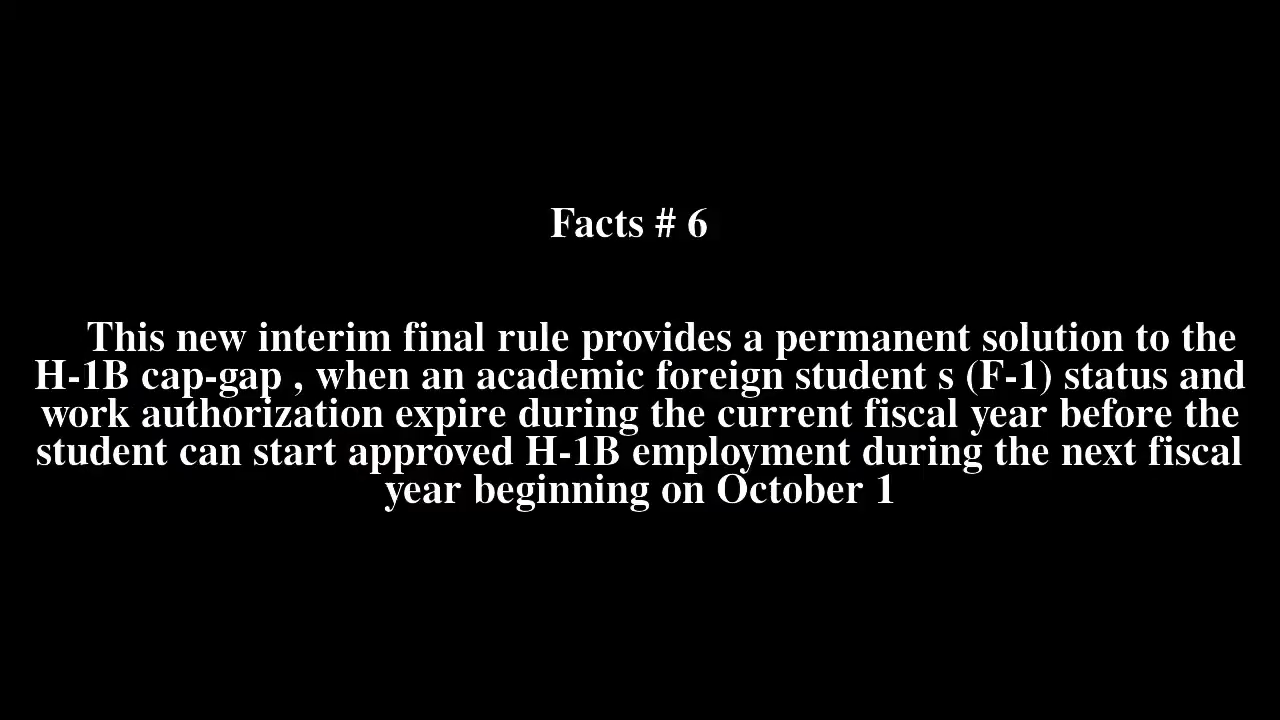 Facts # 6
This new interim final rule provides a permanent solution to the
H-1B cap-gap , when an academic foreign student s (F-1) status and
work authorization expire during the current fiscal year before the
student can start approved H-1B employment during the next fiscal
year beginning on October 1